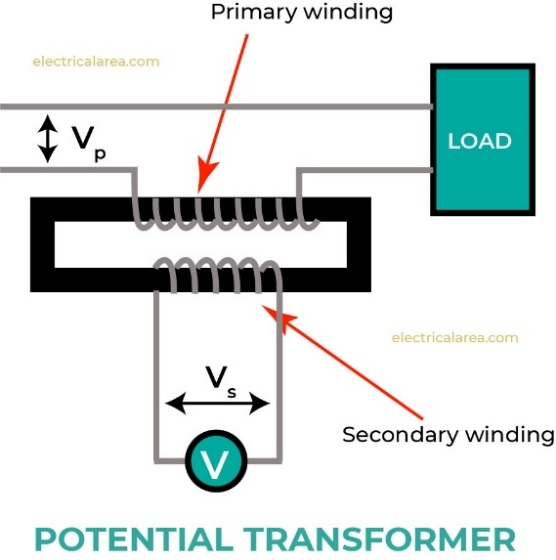 Primary winding
electricalarea.com
Vp
LOAD
electricalarea.com
Vs
Secondary winding
V
POTENTIAL TRANSFORMER